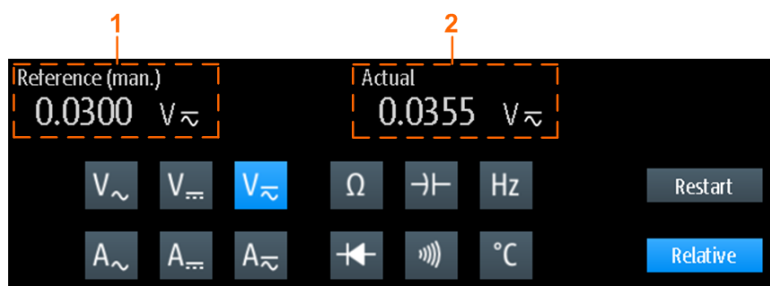 1 2
Reference (man.) Actual
0.0300 V⏦ 0.0355 V⏦
V~ V⎓ V⏦ Ω ⊣⊢ Hz Restart
A~ A⎓ A⏦ °C Relative